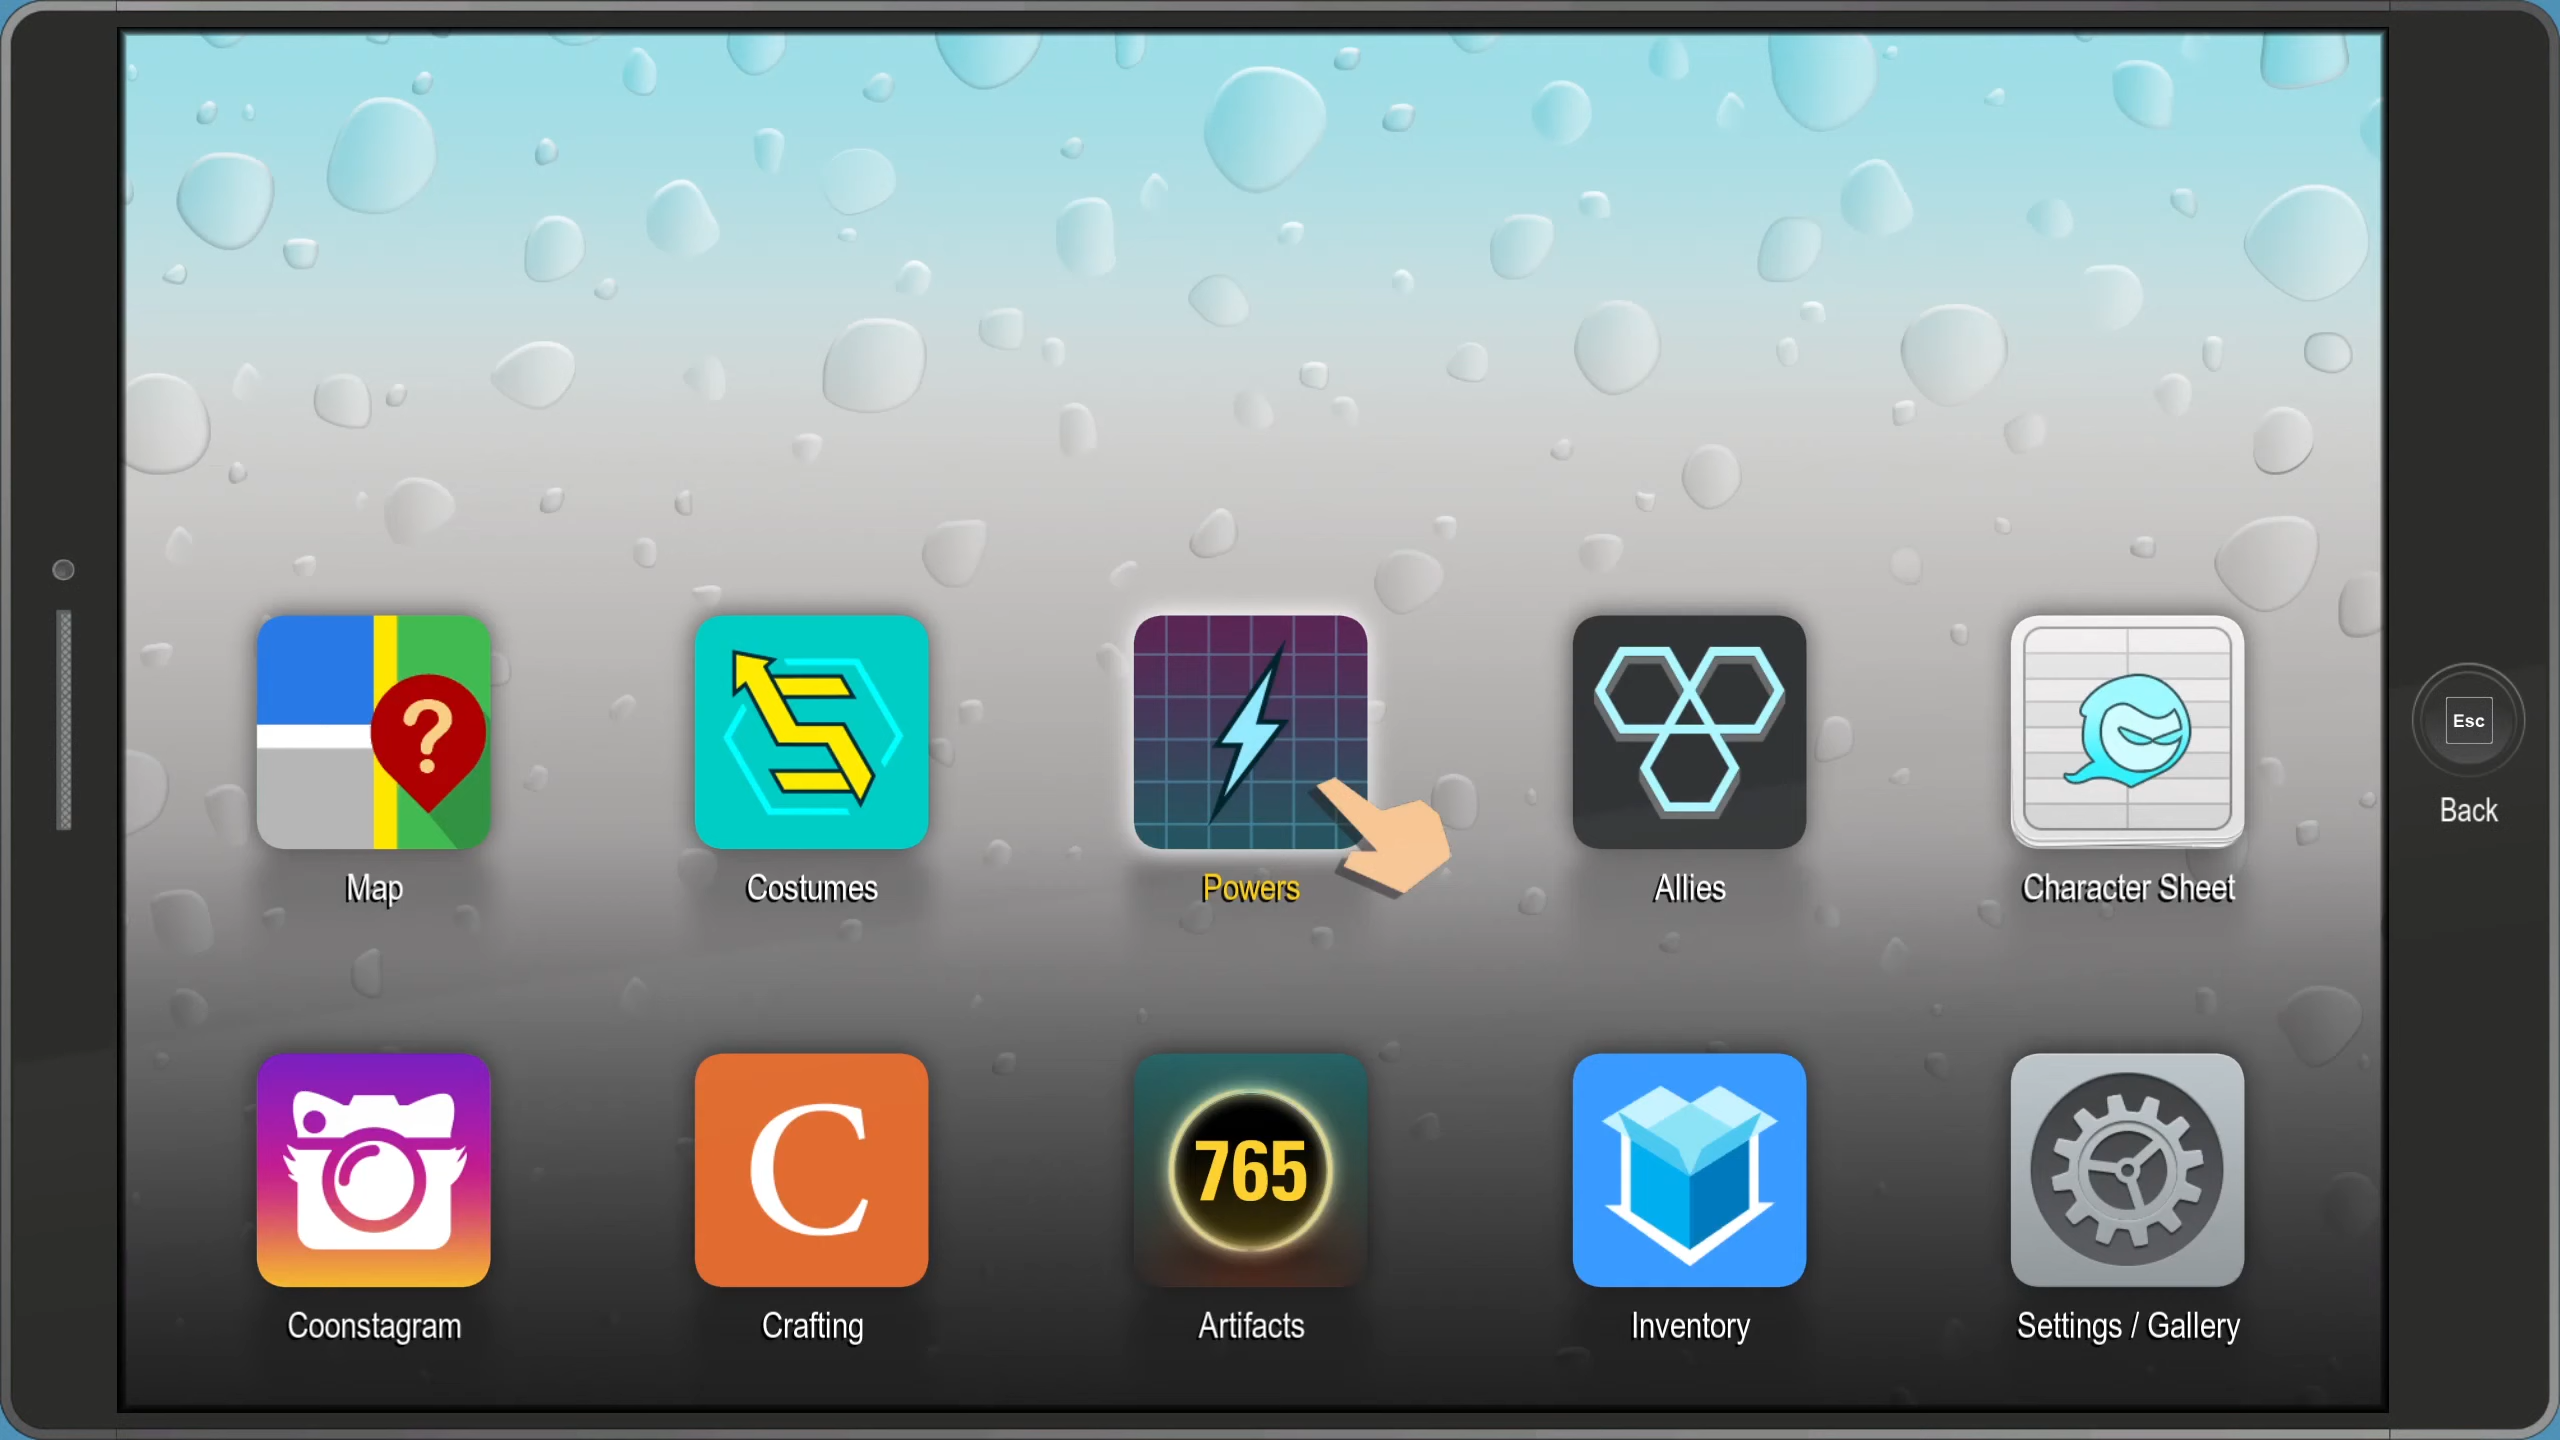 Map
Costumes
Powers
Allies
Character Sheet
Esc
Back
C
765
Coonstagram
Crafting
Artifacts
Inventory
Settings / Gallery